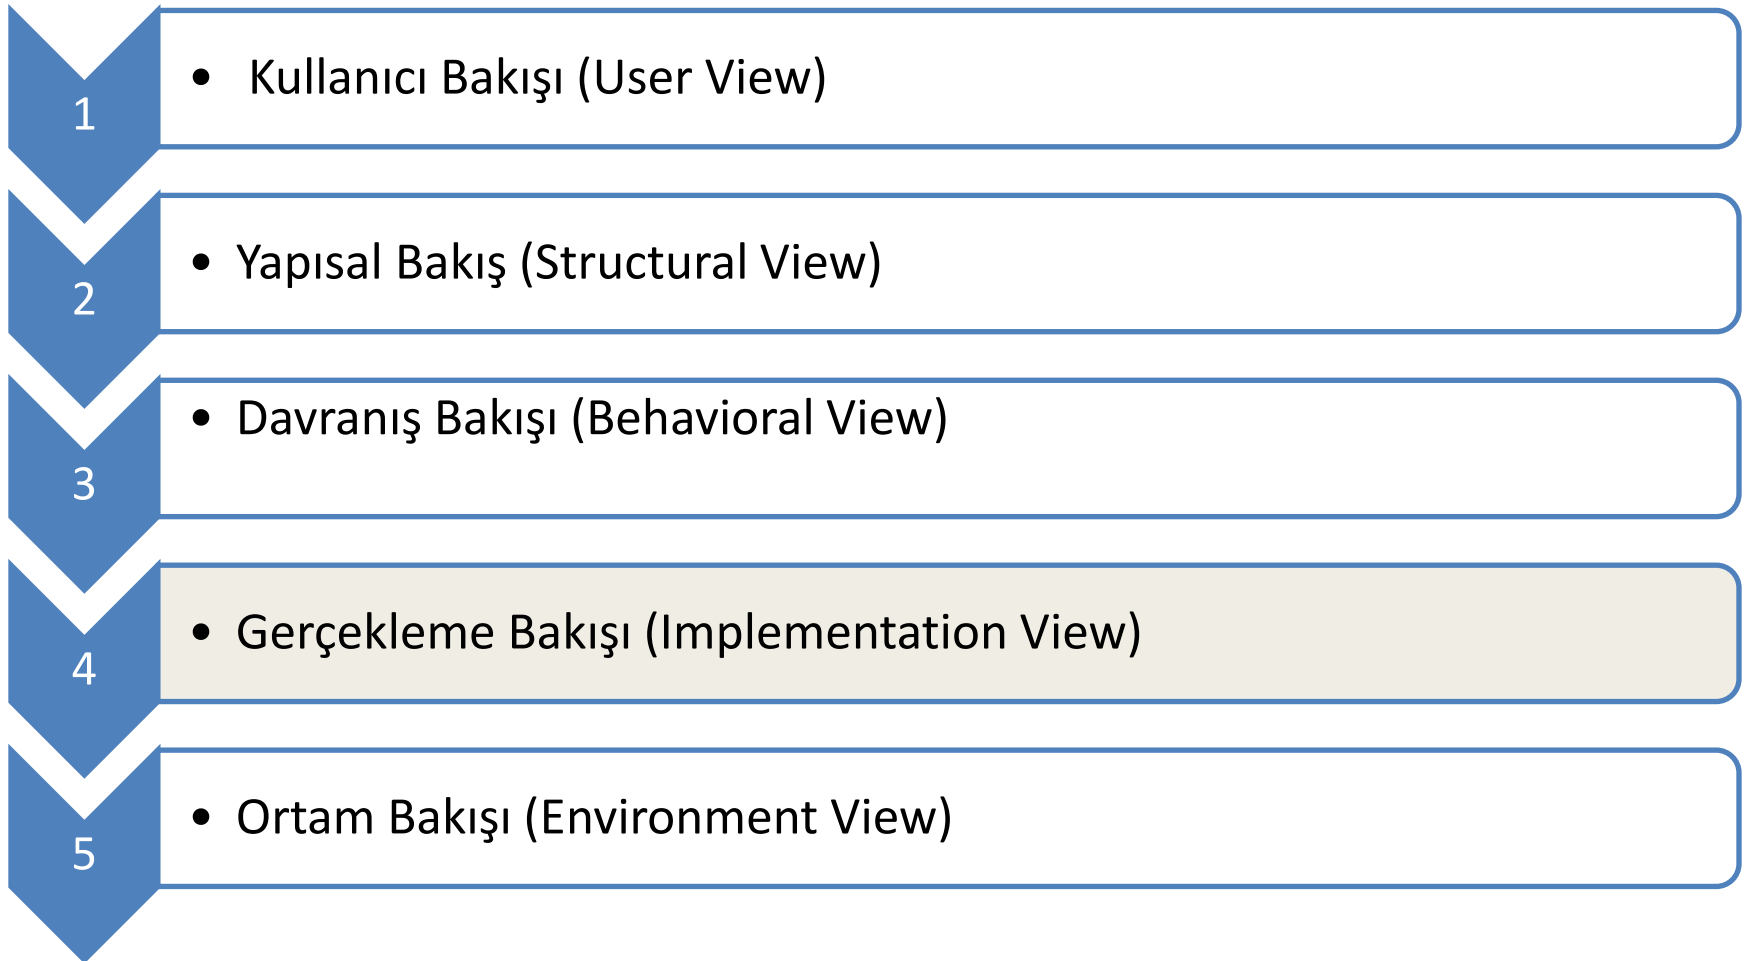 1
• Kullanıcı Bakışı (User View)
2
• Yapısal Bakış (Structural View)
3
• Davranış Bakışı (Behavioral View)
4
• Gerçekleme Bakışı (Implementation View)
5
• Ortam Bakışı (Environment View)